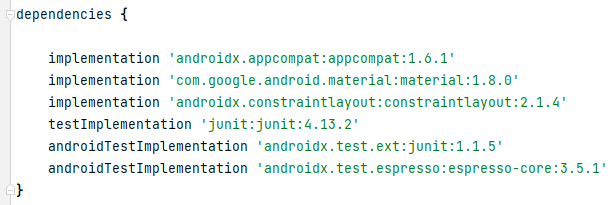 dependencies {
implementation 'androidx.appcompat:appcompat:1.6.1'
implementation 'com.google.android.material:material:1.8.0'
implementation 'androidx.constraintlayout:constraintlayout:2.1.4'
testImplementation 'junit:junit:4.13.2'
androidTestImplementation 'androidx.test.ext:junit:1.1.5'
androidTestImplementation 'androidx.test.espresso:espresso-core:3.5.1'
}